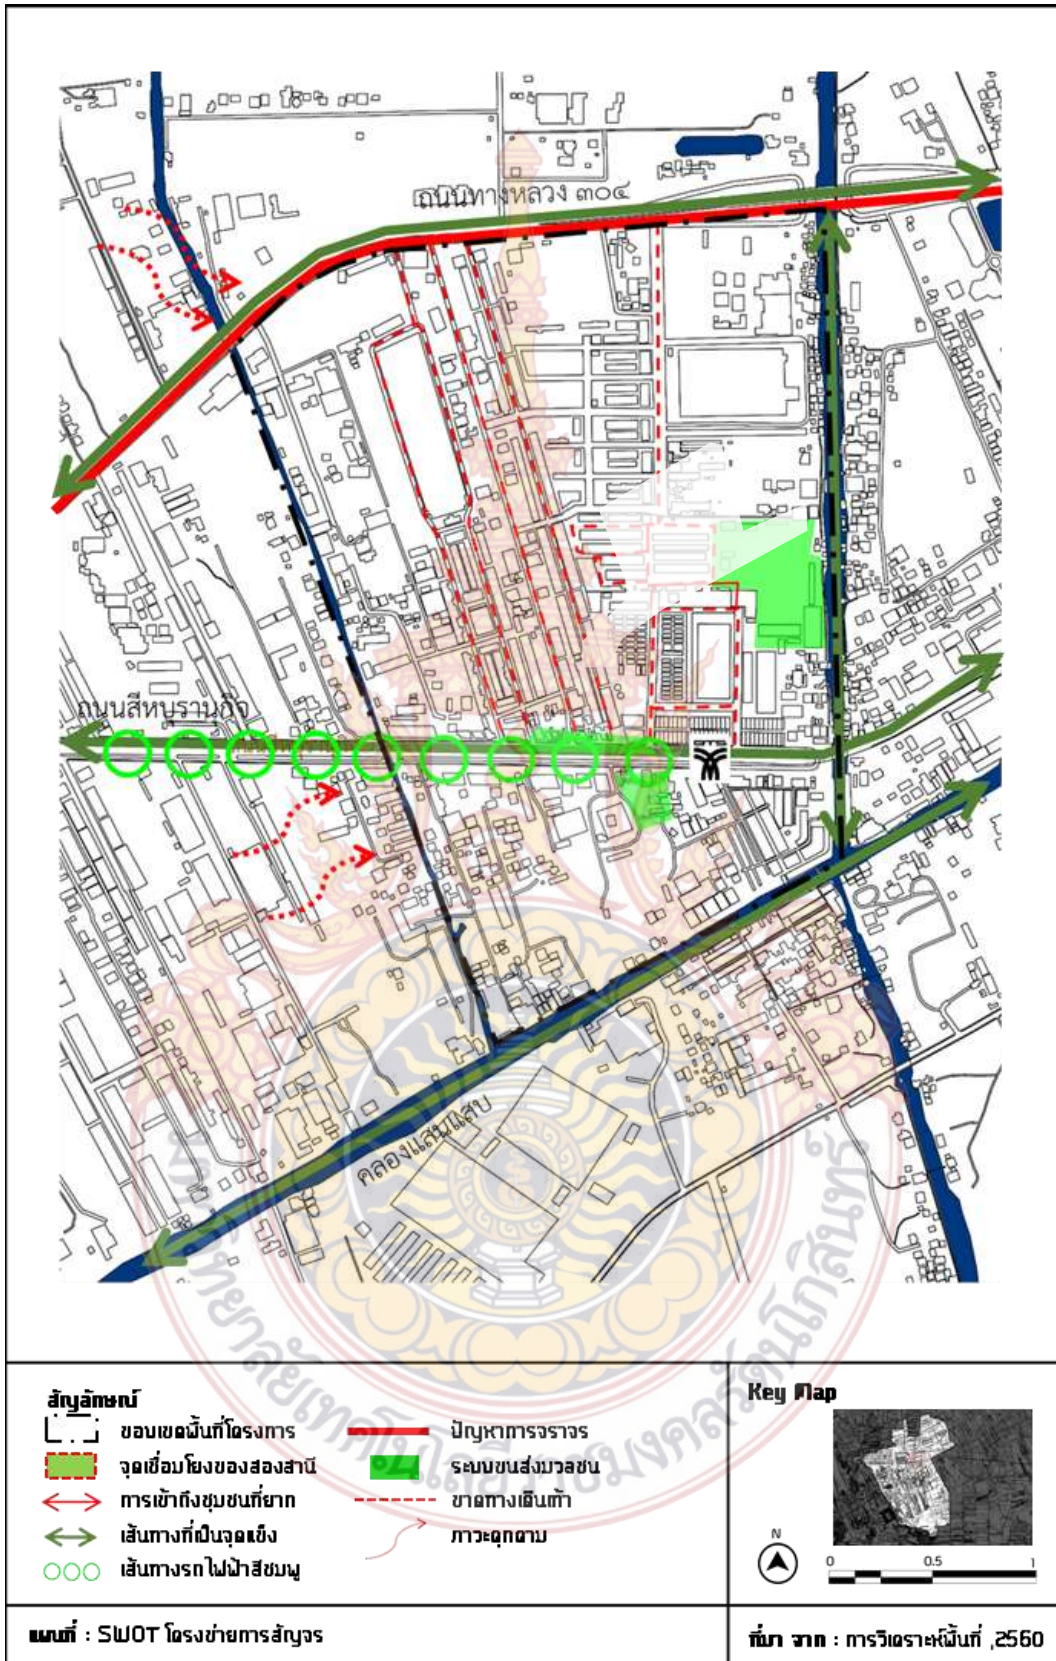 ถนนทางหลวง ๓๐๔
ถนนสีหบุรานุกิจ
คลองแสนแสบ
สัญลักษณ์
ขอบเขตพื้นที่โครงการ
จุดเชื่อมโยงของสองสานี
การเข้าถึงชุมชนที่ยาก
เส้นทางที่เป็นจุดแข็ง
เส้นทางรถไฟฟ้าสีชมพู
ปัญหาการจราจร
ระบบขนส่งมวลชน
ขาดทางเดินเท้า
ภาวะคุกคาม
Key Map
N
0 0.5 1
แผนที่ : SWOT โครงข่ายการสัญจร
ที่มา จาก : การวิเคราะห์พื้นที่ ,2560